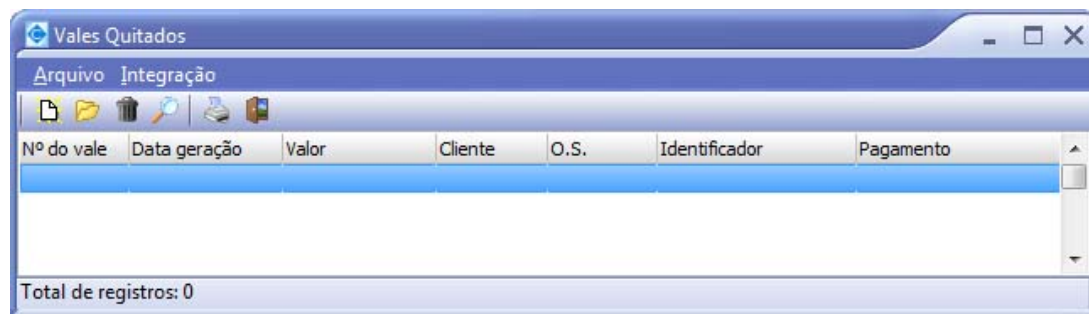 Vales Quitados
Arquivo Integração
Nº do vale Data geração Valor Cliente O.S. Identificador Pagamento
Total de registros: 0